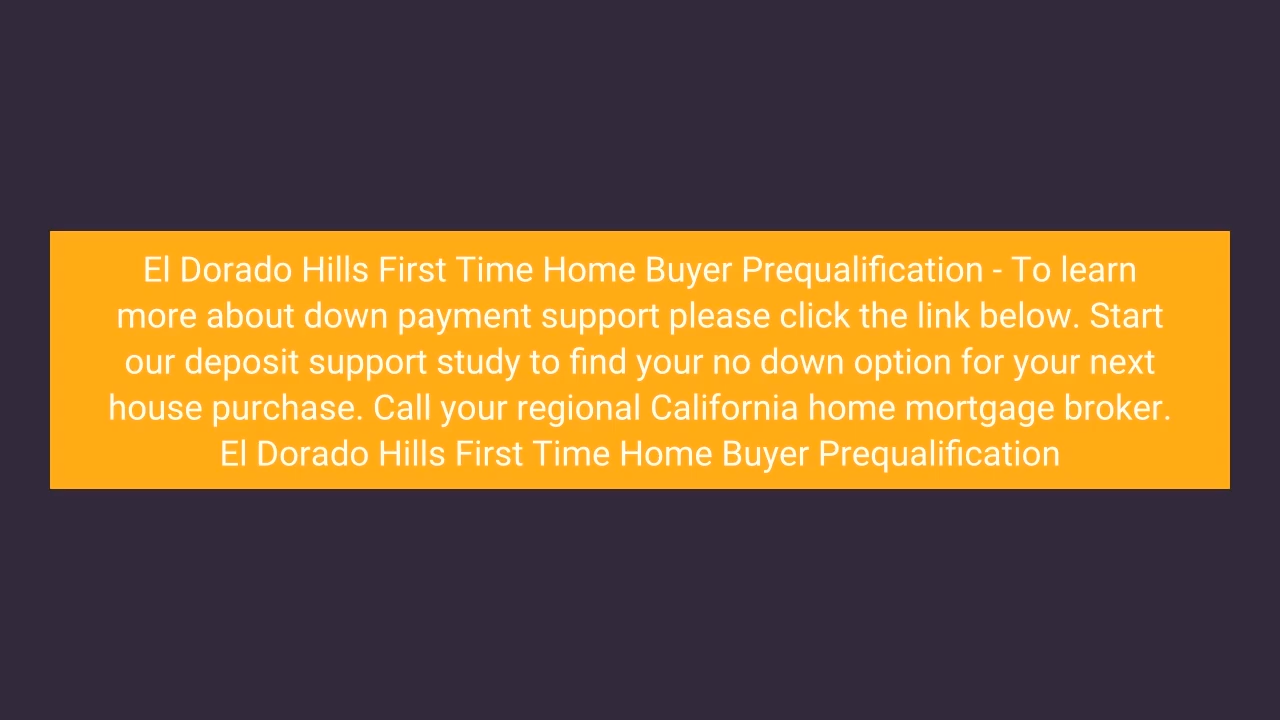 El Dorado Hills First Time Home Buyer Prequalification - To learn
more about down payment support please click the link below. Start
our deposit support study to find your no down option for your next
house purchase. Call your regional California home mortgage broker.
El Dorado Hills First Time Home Buyer Prequalification